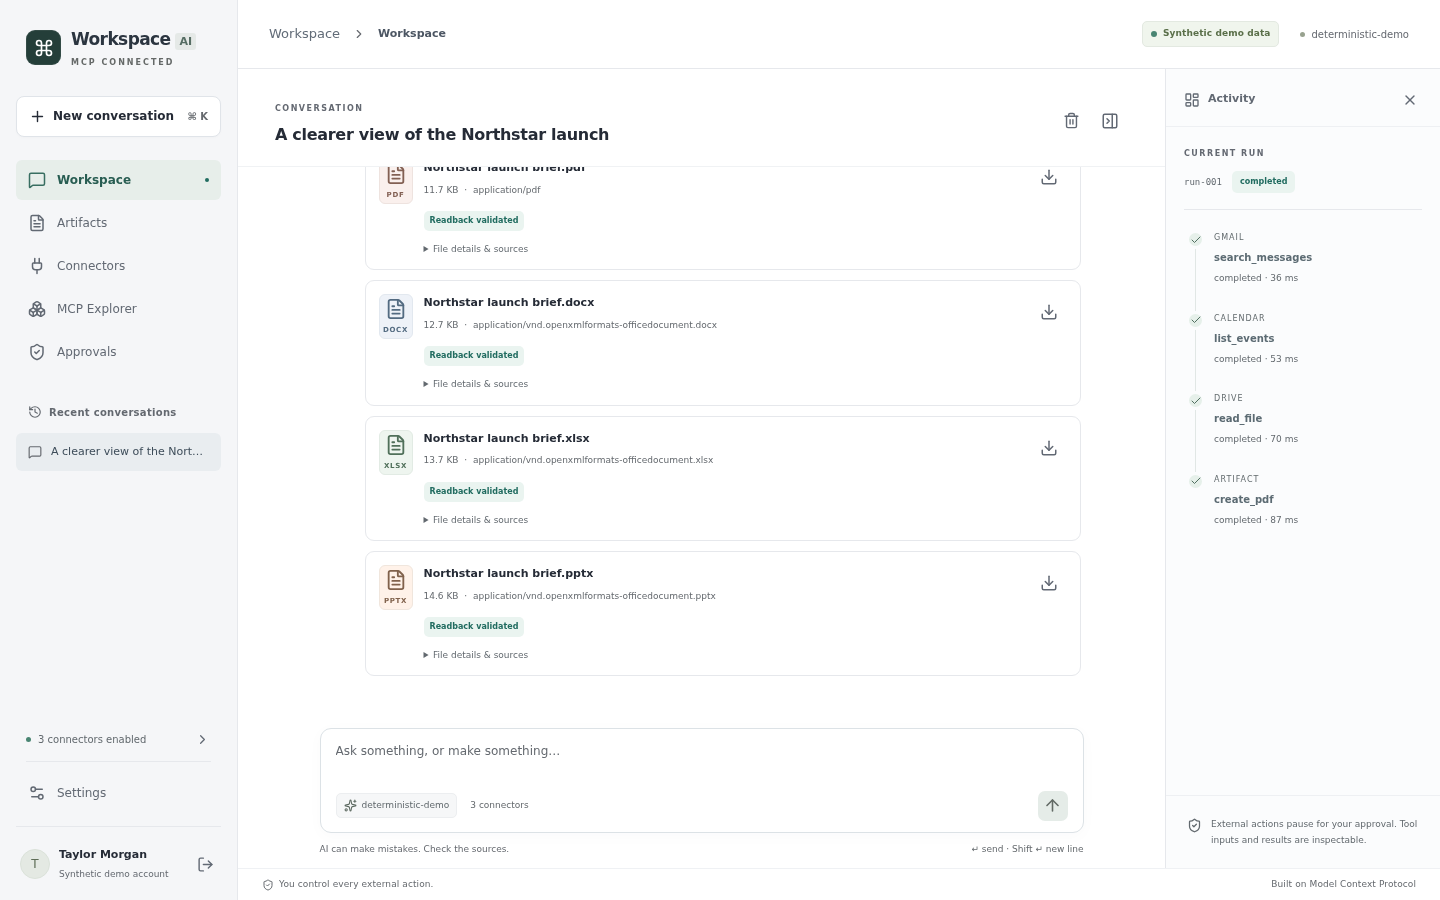 Workspace AI
MCP CONNECTED
New conversation ⌘ K
Workspace
Artifacts
Connectors
MCP Explorer
Approvals
Recent conversations
A clearer view of the Nort...
3 connectors enabled
Settings
T
Taylor Morgan
Synthetic demo account
Workspace > Workspace
Synthetic demo data
deterministic-demo
CONVERSATION
A clearer view of the Northstar launch
Northstar launch brief.pdf
PDF
11.7 KB · application/pdf
Readback validated
File details & sources
Northstar launch brief.docx
DOCX
12.7 KB · application/vnd.openxmlformats-officedocument.docx
Readback validated
File details & sources
Northstar launch brief.xlsx
XLSX
13.7 KB · application/vnd.openxmlformats-officedocument.xlsx
Readback validated
File details & sources
Northstar launch brief.pptx
PPTX
14.6 KB · application/vnd.openxmlformats-officedocument.pptx
Readback validated
File details & sources
Ask something, or make something...
deterministic-demo
3 connectors
AI can make mistakes. Check the sources.
↵ send · Shift ↵ new line
You control every external action.
Activity
CURRENT RUN
run-001 completed
GMAIL
search_messages
completed · 36 ms
CALENDAR
list_events
completed · 53 ms
DRIVE
read_file
completed · 70 ms
ARTIFACT
create_pdf
completed · 87 ms
External actions pause for your approval. Tool
inputs and results are inspectable.
Built on Model Context Protocol